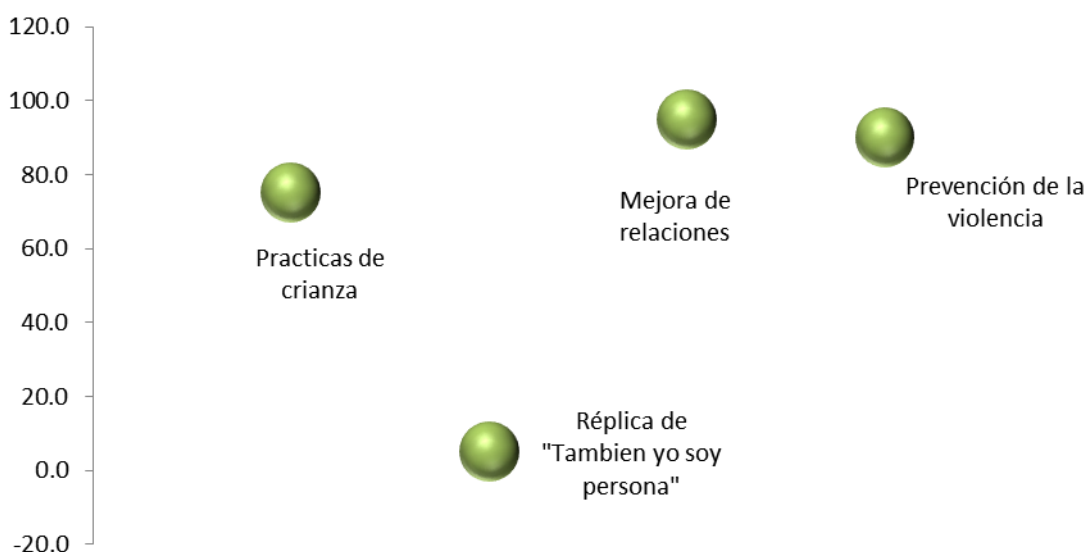 120.0
100.0
80.0
60.0
40.0
20.0
0.0
-20.0
Practicas de
crianza
Réplica de
"Tambien yo soy
persona"
Mejora de
relaciones
Prevención de la
violencia